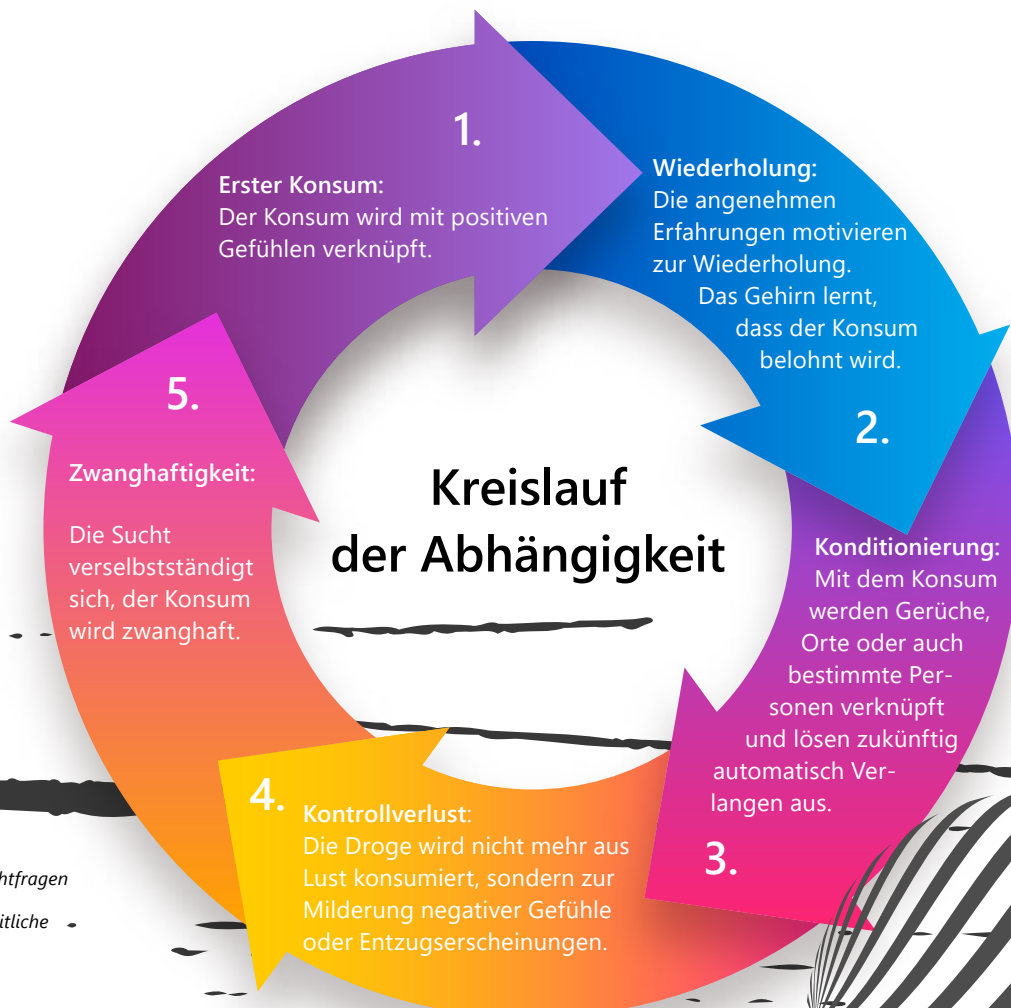 1.
Erster Konsum:
Der Konsum wird mit positiven
Gefühlen verknüpft.
Wiederholung:
Die angenehmen
Erfahrungen motivieren
zur Wiederholung.
Das Gehirn lernt,
dass der Konsum
belohnt wird.
2.
Kreislauf
der Abhängigkeit
Konditionierung:
Mit dem Konsum
werden Gerüche,
Orte oder auch
bestimmte Per-
sonen verknüpft
und lösen zukünftig
automatisch Ver-
langen aus.
3.
4.
Kontrollverlust:
Die Droge wird nicht mehr aus
Lust konsumiert, sondern zur
Milderung negativer Gefühle
oder Entzugserscheinungen.
5.
Zwanghaftigkeit:
Die Sucht
verselbstständigt
sich, der Konsum
wird zwanghaft.